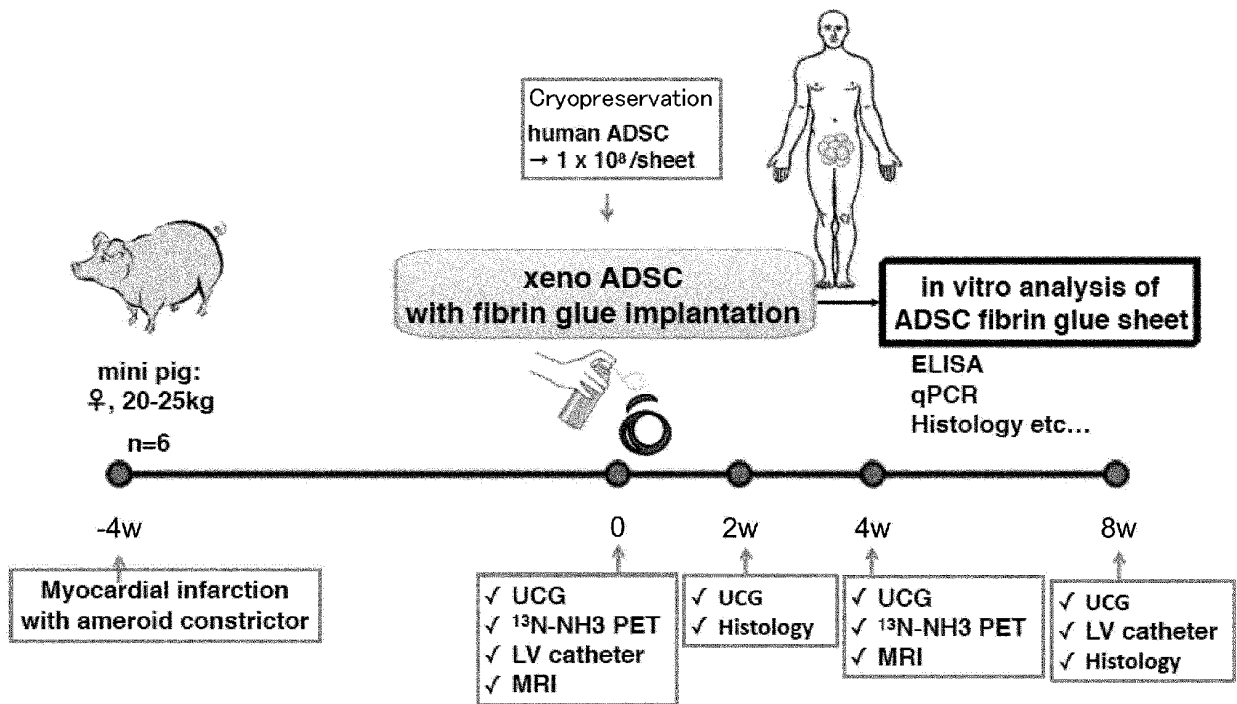 Cryopreservation
human ADSC
→ 1 x 10⁸/sheet
xeno ADSC
with fibrin glue implantation
in vitro analysis of
ADSC fibrin glue sheet
ELISA
qPCR
Histology etc...
mini pig:
♀, 20-25kg
n=6
-4w
0
2w
4w
8w
Myocardial infarction
with ameroid constrictor
✓ UCG
✓ ¹³N-NH3 PET
✓ LV catheter
✓ MRI
✓ UCG
✓ Histology
✓ UCG
✓ ¹³N-NH3 PET
✓ MRI
✓ UCG
✓ LV catheter
✓ Histology